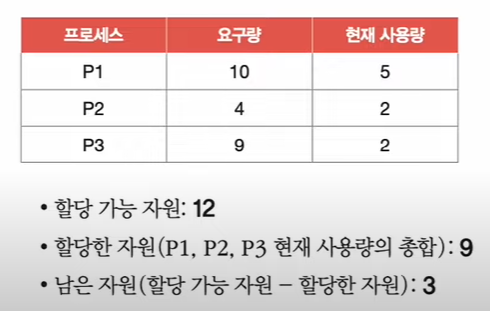 프로세스 요구량 현재 사용량
P1 10 5
P2 4 2
P3 9 2
• 할당 가능 자원: 12
• 할당한 자원(P1, P2, P3 현재 사용량의 총합): 9
• 남은 자원(할당 가능 자원 – 할당한 자원): 3